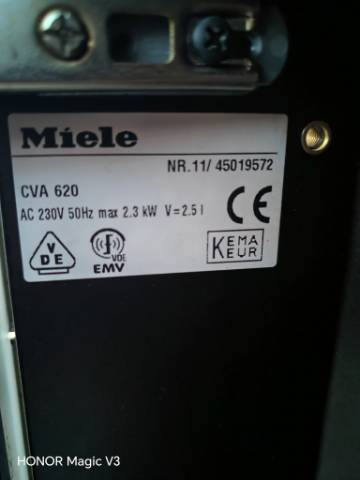 Miele
NR.11/ 45019572
CVA 620
AC 230V 50Hz max 2.3 kW V=2.5 l
CE
VDE
VDE
EMV
KEMA
KEUR
HONOR Magic V3